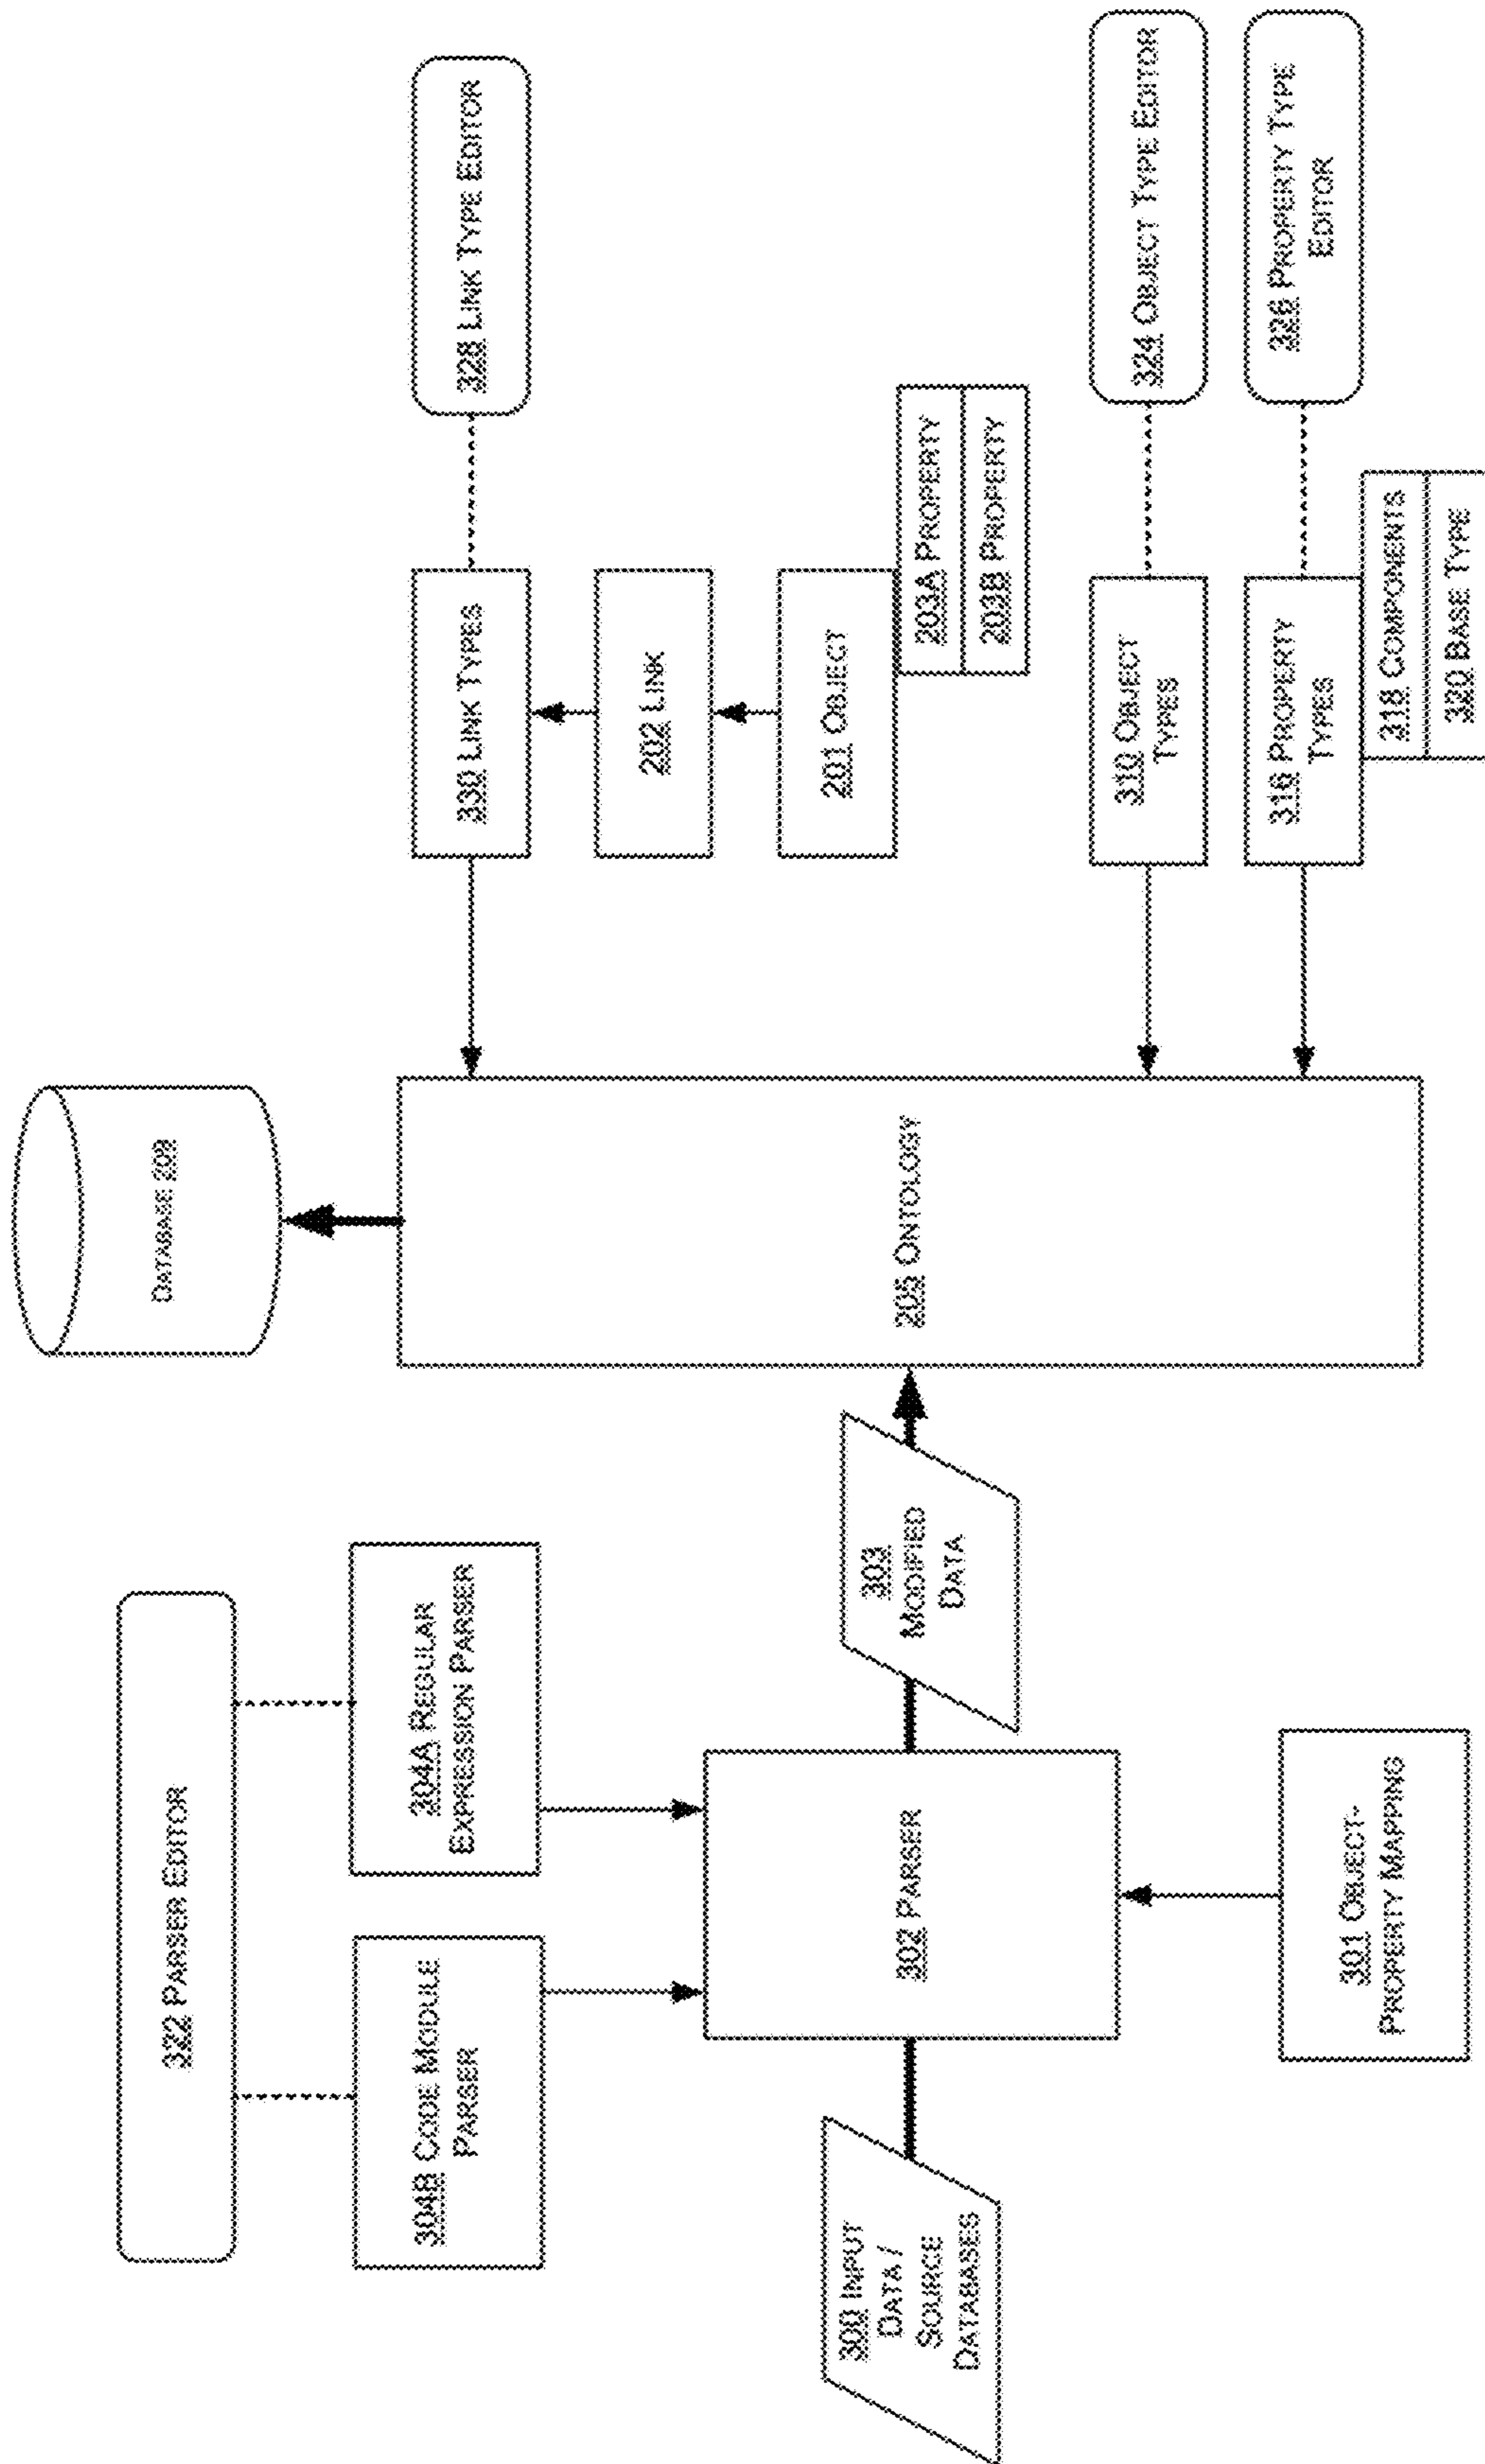 322 PARSER EDITOR
304B CODE MODULE
PARSER
304A REGULAR
EXPRESSION PARSER
300 INPUT
DATA /
SOURCE
DATABASES
302 PARSER
303
MODIFIED
DATA
301 OBJECT-
PROPERTY MAPPING
DATABASE 209
205 ONTOLOGY
330 LINK TYPES
328 LINK TYPE EDITOR
202 LINK
201 OBJECT
203A PROPERTY
203B PROPERTY
310 OBJECT
TYPES
324 OBJECT TYPE EDITOR
316 PROPERTY
TYPES
326 PROPERTY TYPE
EDITOR
318 COMPONENTS
320 BASE TYPE